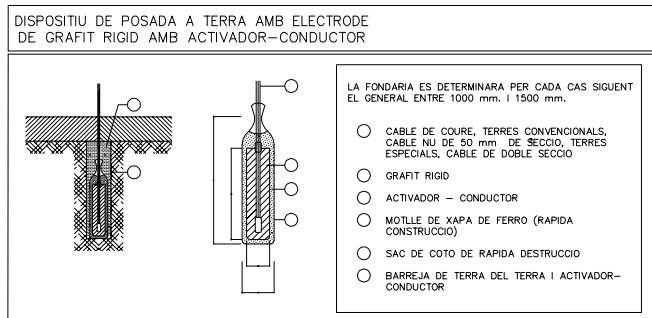 DISPOSITIU DE POSADA A TERRA AMB ELECTRODE
DE GRAFIT RIGID AMB ACTIVADOR-CONDUCTOR
LA FONDARIA ES DETERMINARA PER CADA CAS SIGUENT
EL GENERAL ENTRE 1000 mm. I 1500 mm.
CABLE DE COURE, TERRES CONVENCIONALS,
CABLE NU DE 50 mm DE SECCIO, TERRES
ESPECIALS, CABLE DE DOBLE SECCIO
GRAFIT RIGID
ACTIVADOR - CONDUCTOR
MOTLLE DE XAPA DE FERRO (RAPIDA
CONSTRUCCIO)
SAC DE COTO DE RAPIDA DESTRUCCIO
BARREJA DE TERRA DEL TERRA I ACTIVADOR-
CONDUCTOR